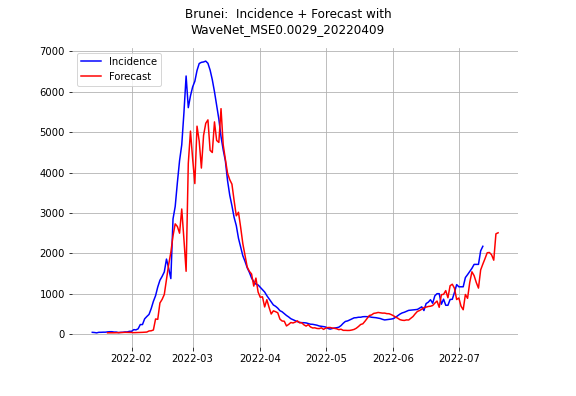 Brunei:  Incidence + Forecast with
WaveNet_MSE0.0029_20220409
Incidence
Forecast
7000
6000
5000
4000
3000
2000
1000
0
2022-02 2022-03 2022-04 2022-05 2022-06 2022-07